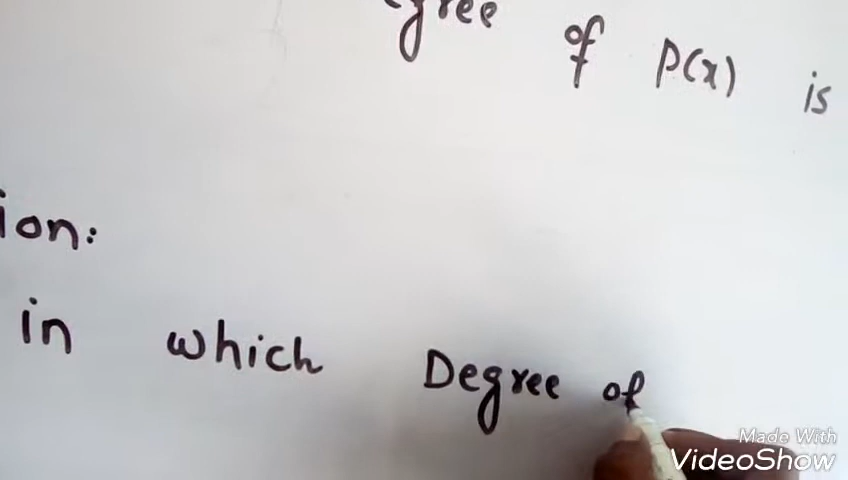 of P(x) is
ion:
in which Degree of
Made With
VideoShow